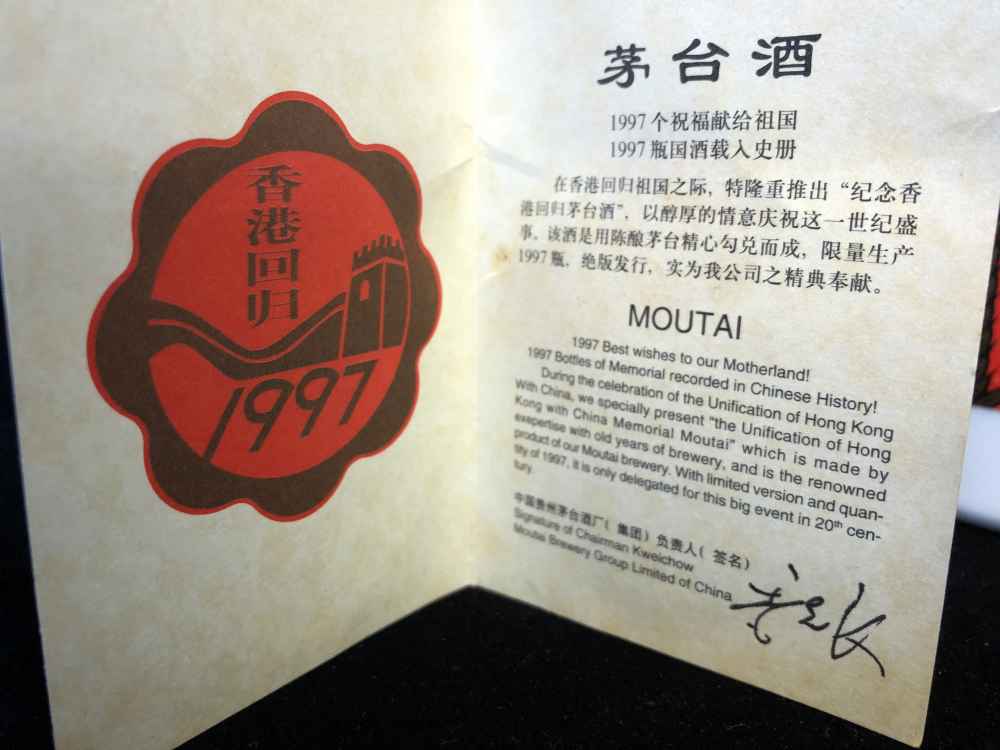 香港回归
1997
茅台酒
1997个祝福献给祖国
1997瓶国酒载入史册
在香港回归祖国之际，特隆重推出“纪念香
港回归茅台酒”，以醇厚的情意庆祝这一世纪盛
事。该酒是用陈酿茅台精心勾兑而成，限量生产
1997瓶，绝版发行，实为我公司之精典奉献。
MOUTAI
1997 Best wishes to our Motherland!
1997 Bottles of Memorial recorded in Chinese History!
During the celebration of the Unification of Hong Kong
With China, we specially present "the Unification of Hong
Kong with China Memorial Moutai" which is made by
exepertise with old years of brewery, and is the renowned
product of our Moutai brewery. With limited version and quan-
tity of 1997, it is only delegated for this big event in 20th cen-
tury.
中国贵州茅台酒厂(集团)负责人(签名)
Signature of Chairman Kweichow
Moutai Brewery Group Limited of China